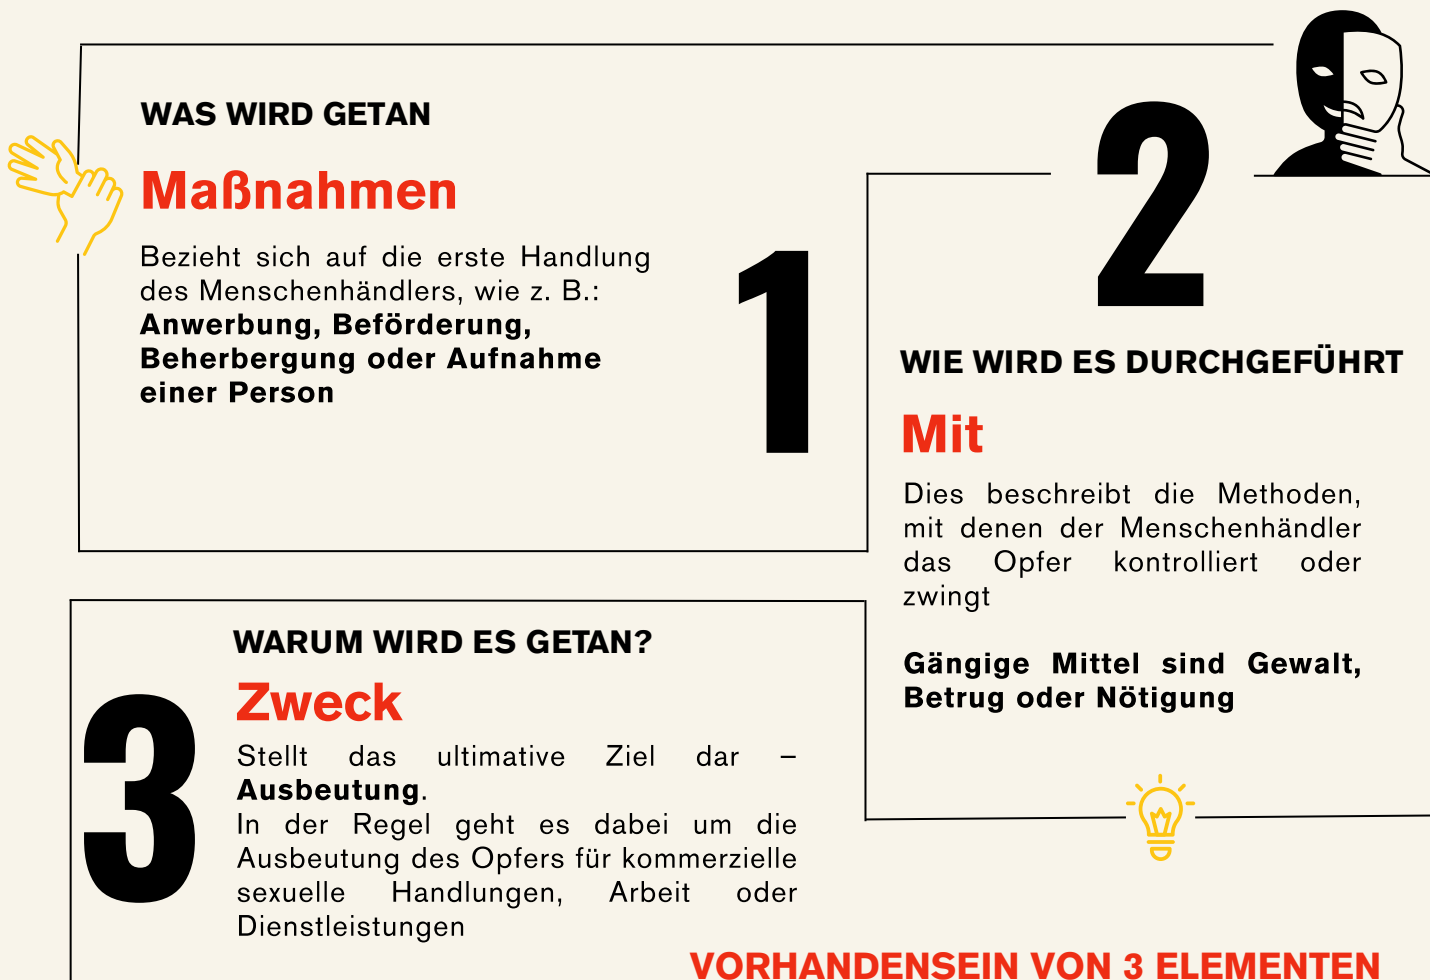 WAS WIRD GETAN
Maßnahmen
Bezieht sich auf die erste Handlung
des Menschenhändlers, wie z. B.:
Anwerbung, Beförderung,
Beherbergung oder Aufnahme
einer Person
1
2
WIE WIRD ES DURCHGEFÜHRT
Mit
Dies beschreibt die Methoden,
mit denen der Menschenhändler
das Opfer kontrolliert oder
zwingt
Gängige Mittel sind Gewalt,
Betrug oder Nötigung
3
WARUM WIRD ES GETAN?
Zweck
Stellt das ultimative Ziel dar –
Ausbeutung.
In der Regel geht es dabei um die
Ausbeutung des Opfers für kommerzielle
sexuelle Handlungen, Arbeit oder
Dienstleistungen
VORHANDENSEIN VON 3 ELEMENTEN